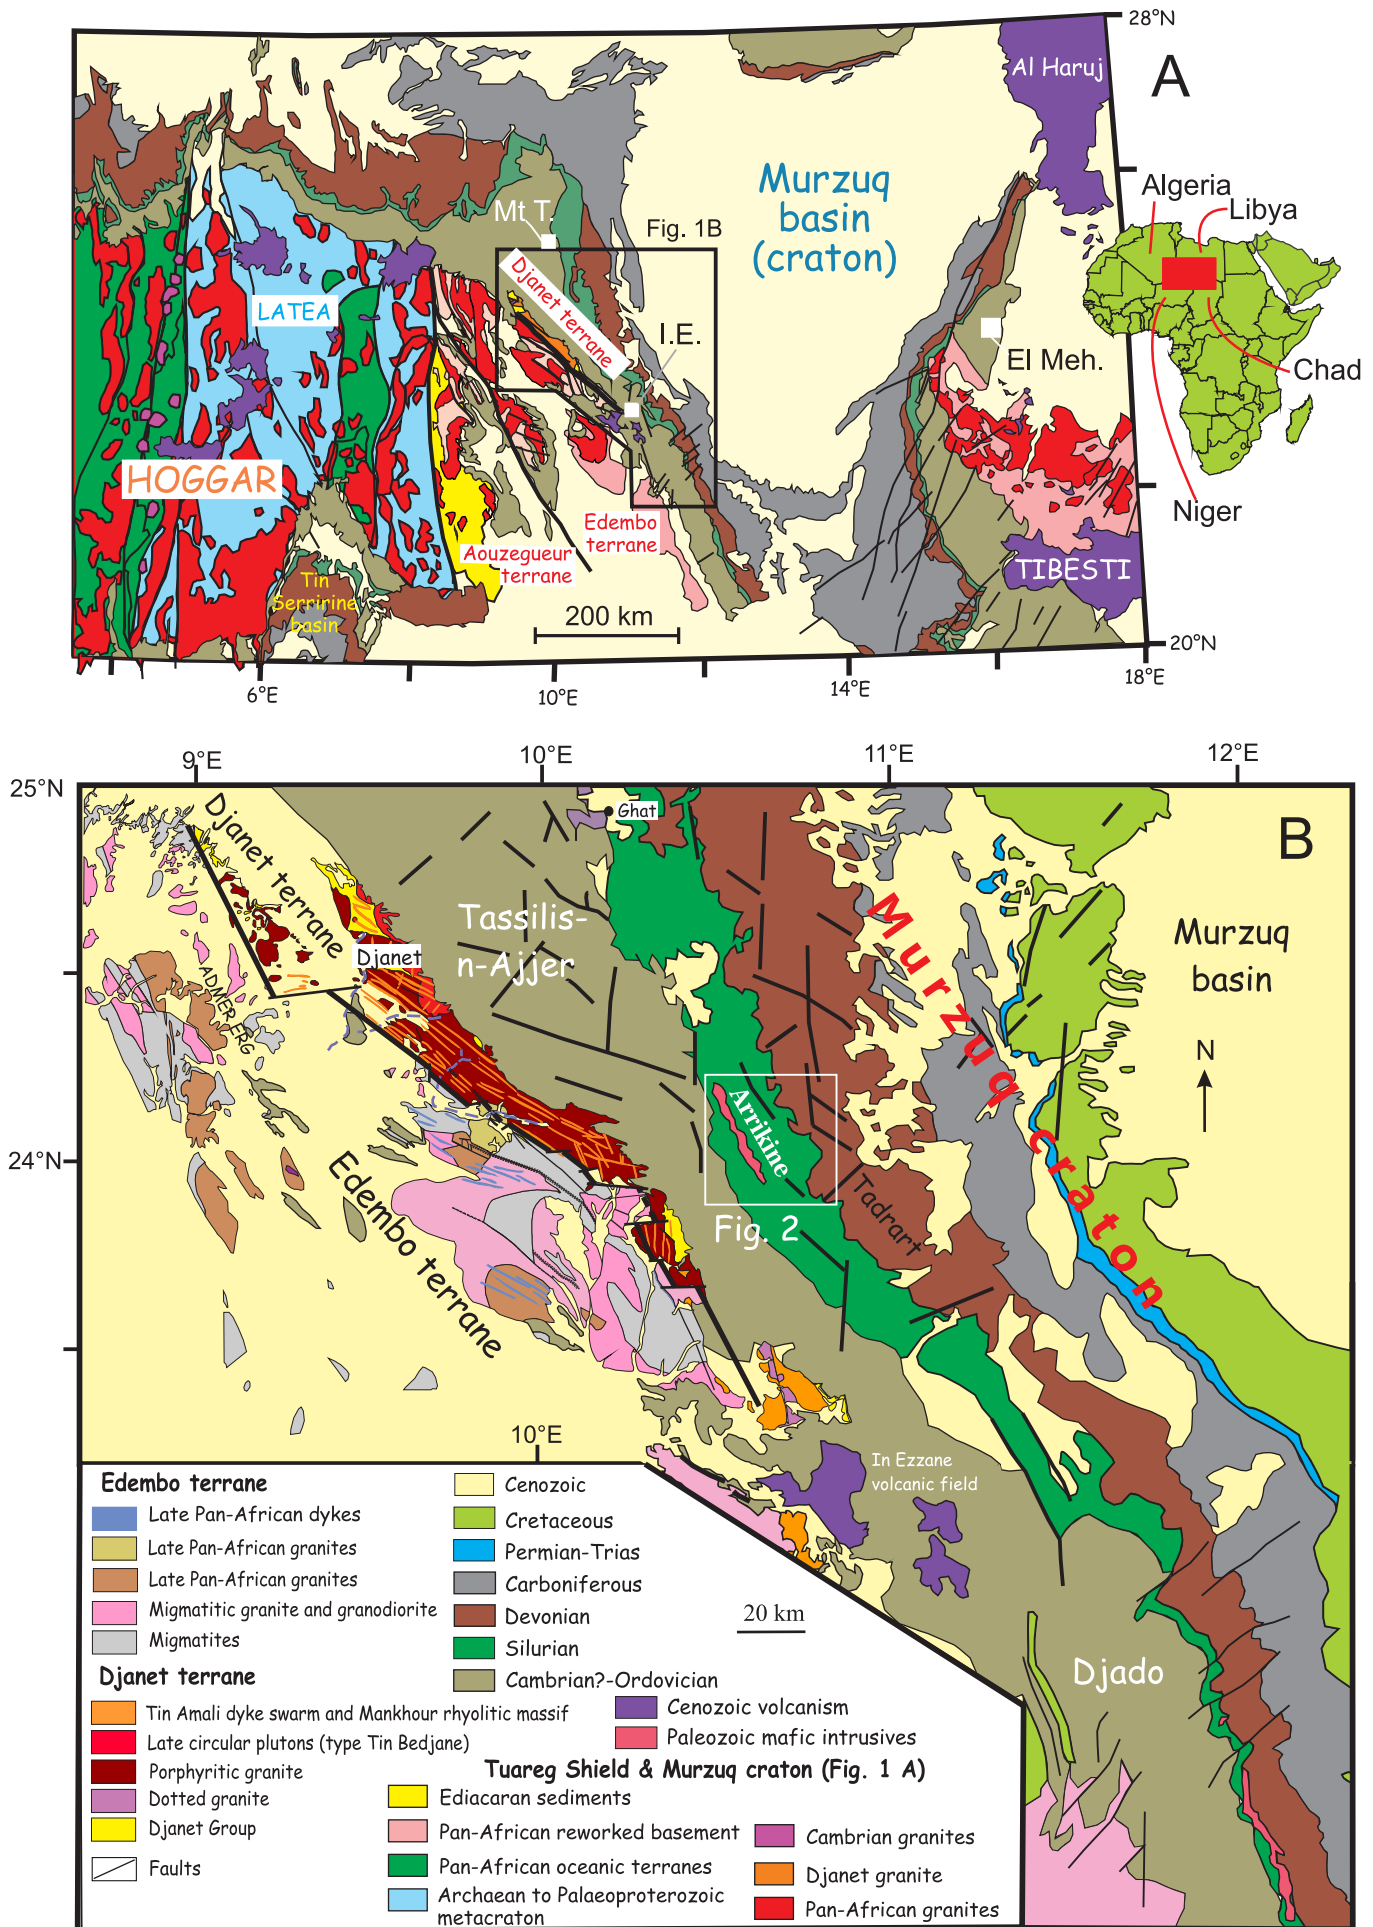 28°N
A
Al Haruj
Murzuq
basin
(craton)
Algeria
Libya
Mt T.
Fig. 1B
Djanet terrane
LATEA
I.E.
El Meh.
Chad
HOGGAR
Niger
Edembo
terrane
Aouzegueur
terrane
TIBESTI
Tin
Serririne
basin
200 km
20°N
6°E
10°E
14°E
18°E
9°E
10°E
11°E
12°E
25°N
B
Ghat
Djanet terrane
Tassilis-
n-Ajjer
Djanet
Murzuq
basin
Murzuq craton
ADMER ERG
N
Arrikine
24°N
Fig. 2
Tadrart
Edembo terrane
10°E
In Ezzane
volcanic field
Edembo terrane
Late Pan-African dykes
Late Pan-African granites
Late Pan-African granites
Migmatitic granite and granodiorite
Migmatites
Djanet terrane
Tin Amali dyke swarm and Mankhour rhyolitic massif
Late circular plutons (type Tin Bedjane)
Porphyritic granite
Dotted granite
Djanet Group
Faults
Cenozoic
Cretaceous
Permian-Trias
Carboniferous
Devonian
Silurian
Cambrian?-Ordovician
Cenozoic volcanism
Paleozoic mafic intrusives
20 km
Djado
Tuareg Shield & Murzuq craton (Fig. 1 A)
Ediacaran sediments
Pan-African reworked basement
Pan-African oceanic terranes
Archaean to Palaeoproterozoic
metacraton
Cambrian granites
Djanet granite
Pan-African granites